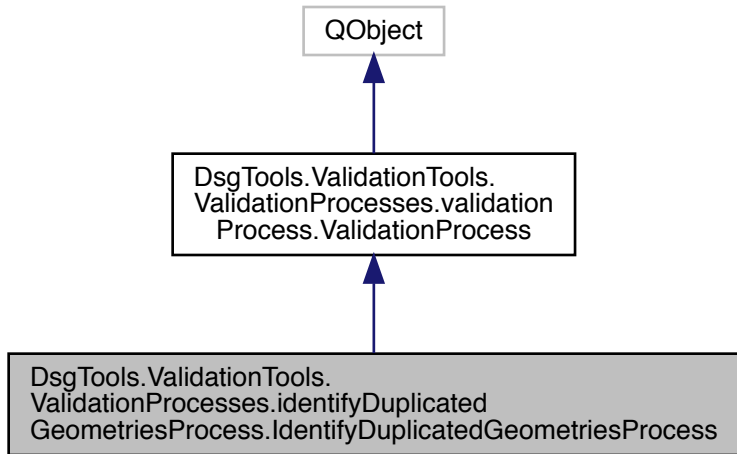 QObject
DsgTools.ValidationTools.
ValidationProcesses.validation
Process.ValidationProcess
DsgTools.ValidationTools.
ValidationProcesses.identifyDuplicated
GeometriesProcess.IdentifyDuplicatedGeometriesProcess